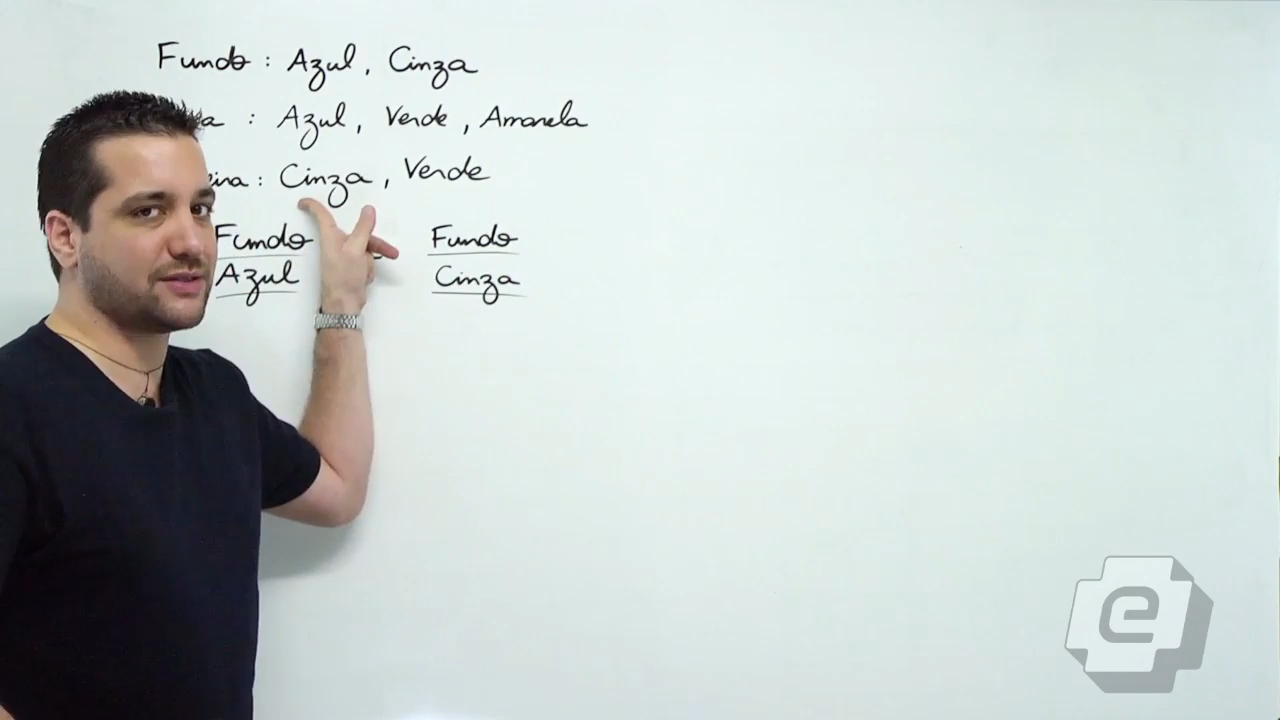 Fundo : Azul, Cinza
: Azul, Verde, Amarela
: Cinza, Verde
Fundo Fundo
Azul Cinza
e